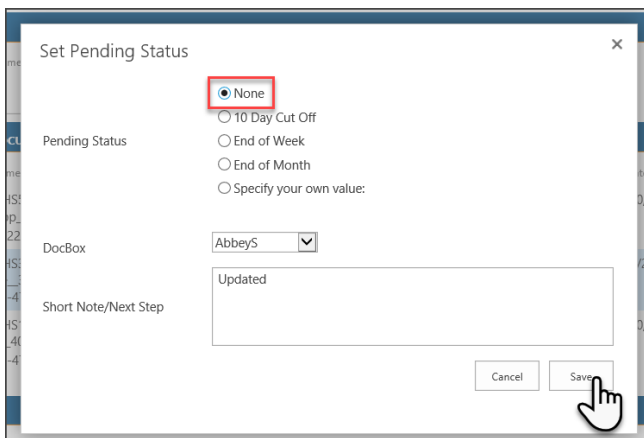 Set Pending Status
None
10 Day Cut Off
Pending Status
End of Week
End of Month
Specify your own value:
DocBox
AbbeyS
Updated
Short Note/Next Step
Cancel
Save